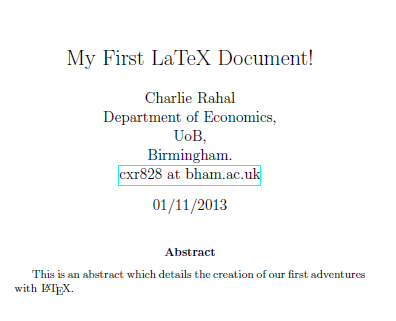 My First LaTeX Document!
Charlie Rahal
Department of Economics,
UoB,
Birmingham.
cxr828 at bham.ac.uk
01/11/2013
Abstract
This is an abstract which details the creation of our first adventures
with LATEX.